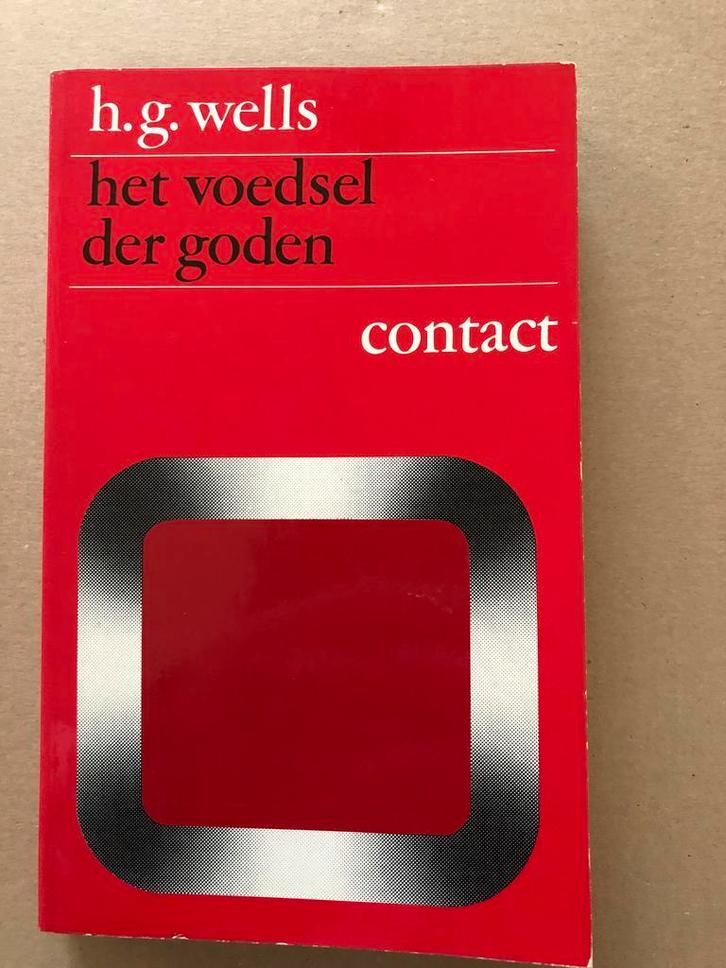 h.g. wells
het voedsel
der goden
contact